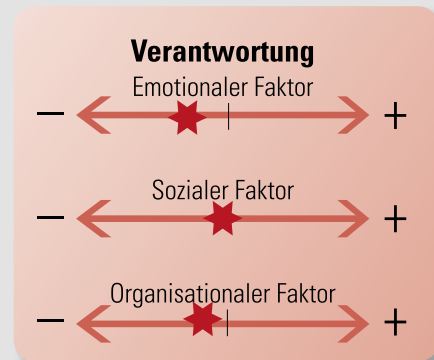 Verantwortung
Emotionaler Faktor
– +
Sozialer Faktor
– +
Organisationaler Faktor
– +